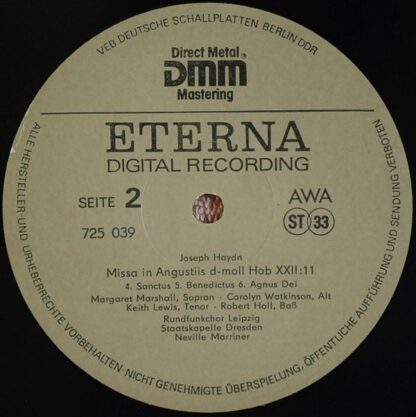 VEB DEUTSCHE SCHALLPLATTEN BERLIN DDR
Direct Metal
DMM
Mastering
ETERNA
DIGITAL RECORDING
SEITE 2
AWA
725 039
ST 33
Joseph Haydn
Missa in Angustiis d-moll Hob XXII:11
4. Sanctus 5. Benedictus 6. Agnus Dei
Margaret Marshall, Sopran · Carolyn Watkinson, Alt
Keith Lewis, Tenor · Robert Holl, Baß
Rundfunkchor Leipzig
Staatskapelle Dresden
Neville Marriner
ALLE HERSTELLER- UND URHEBERRECHTE VORBEHALTEN·NICHT GENEHMIGTE ÜBERSPIELUNG, ÖFFENTLICHE AUFFÜHRUNG UND SENDUNG VERBOTEN